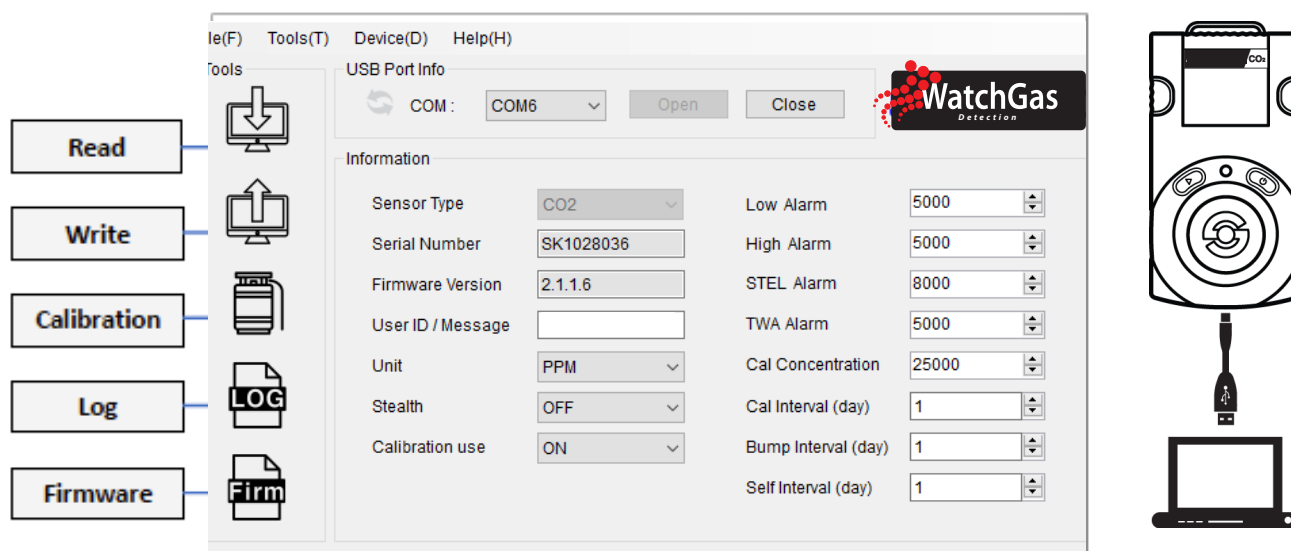 le(F) Tools(T) Device(D) Help(H)
Tools
USB Port Info
COM : COM6 Open Close
WatchGas
Detection
CO₂
Read
Write
Calibration
Log
Firmware
LOG
Firm
Information
Sensor Type CO2
Serial Number SK1028036
Firmware Version 2.1.1.6
User ID / Message
Unit PPM
Stealth OFF
Calibration use ON
Low Alarm 5000
High Alarm 5000
STEL Alarm 8000
TWA Alarm 5000
Cal Concentration 25000
Cal Interval (day) 1
Bump Interval (day) 1
Self Interval (day) 1